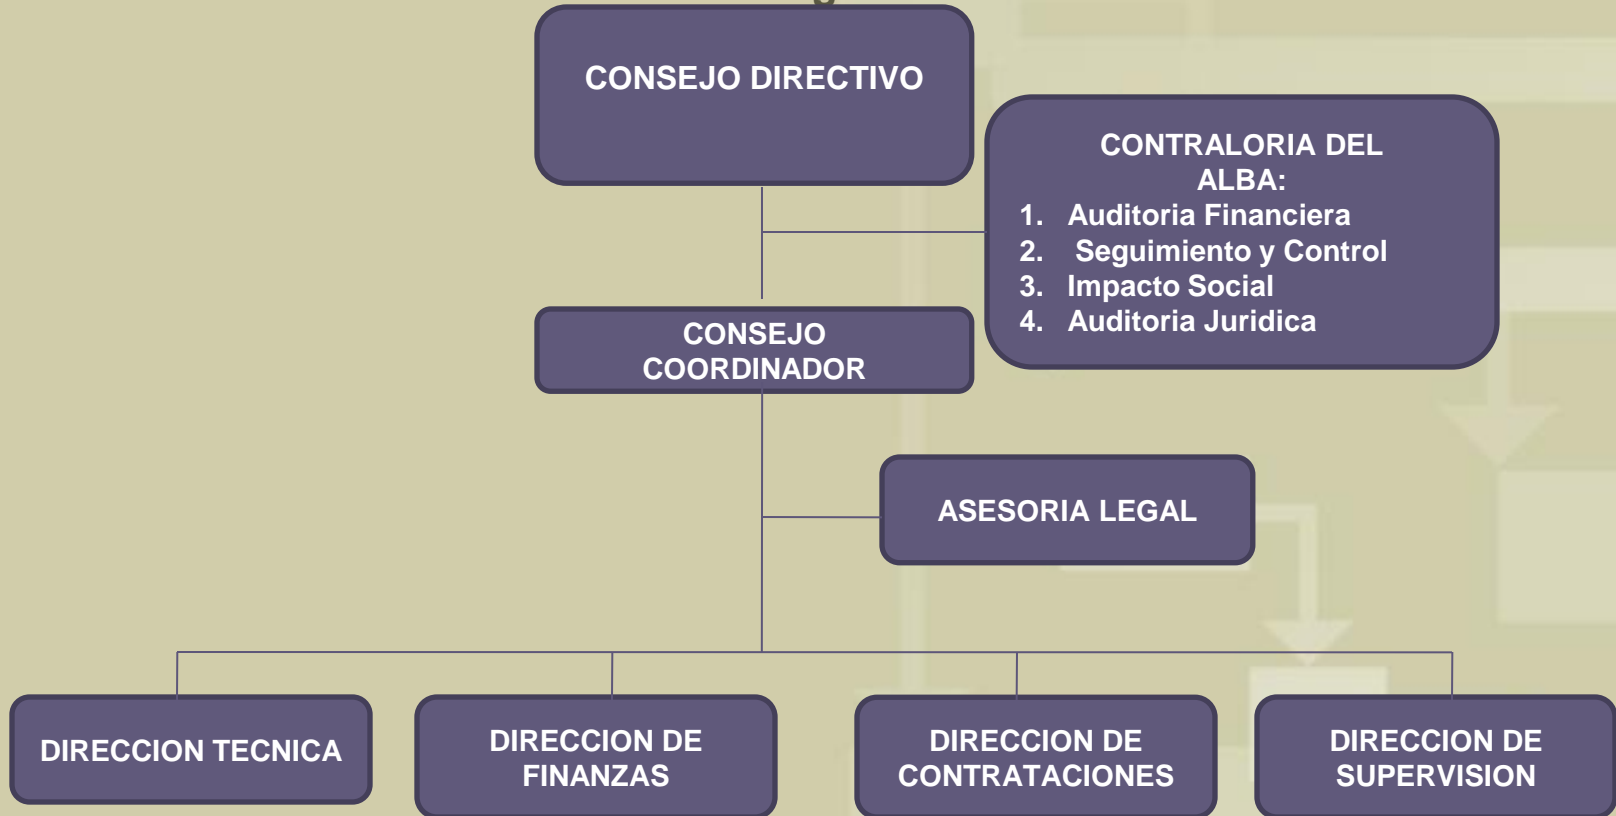 CONSEJO DIRECTIVO
CONTRALORIA DEL
ALBA:
1. Auditoria Financiera
2. Seguimiento y Control
3. Impacto Social
4. Auditoria Juridica
CONSEJO
COORDINADOR
ASESORIA LEGAL
DIRECCION TECNICA
DIRECCION DE
FINANZAS
DIRECCION DE
CONTRATACIONES
DIRECCION DE
SUPERVISION